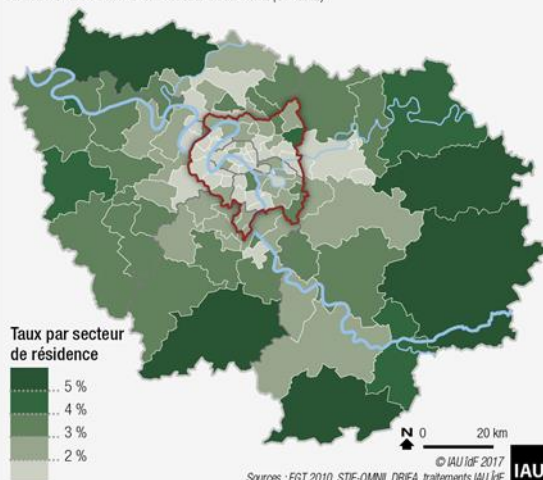 Taux par secteur
de résidence
5 %
4 %
3 %
2 %
N 0 20 km
© IAU îdF 2017
Sources : EGT 2010, STIF-OMNIL-DRIEA, traitements IAU îdF
IAU